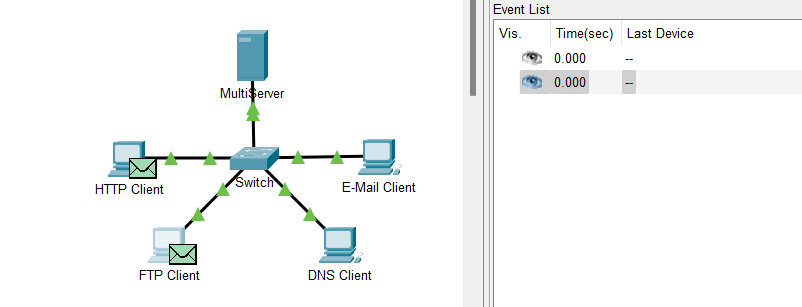 Event List
Vis. Time(sec) Last Device
0.000 --
0.000 --
MultiServer
HTTP Client
Switch
E-Mail Client
FTP Client
DNS Client